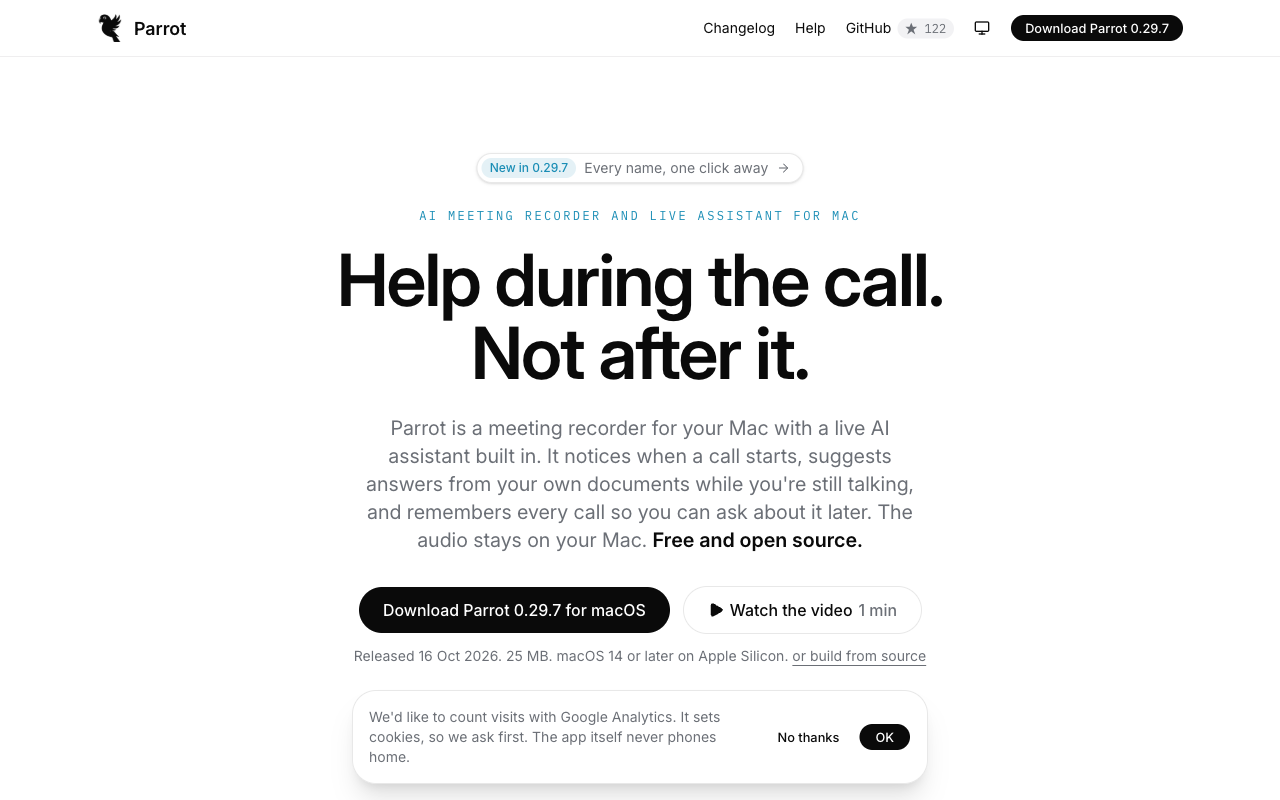 Parrot
Changelog
Help
GitHub
122
Download Parrot 0.29.7
New in 0.29.7 Every name, one click away →
AI MEETING RECORDER AND LIVE ASSISTANT FOR MAC
Help during the call.
Not after it.
Parrot is a meeting recorder for your Mac with a live AI
assistant built in. It notices when a call starts, suggests
answers from your own documents while you're still talking,
and remembers every call so you can ask about it later. The
audio stays on your Mac. Free and open source.
Download Parrot 0.29.7 for macOS
Watch the video 1 min
Released 16 Oct 2026. 25 MB. macOS 14 or later on Apple Silicon. or build from source
We'd like to count visits with Google Analytics. It sets
cookies, so we ask first. The app itself never phones
home.
No thanks
OK